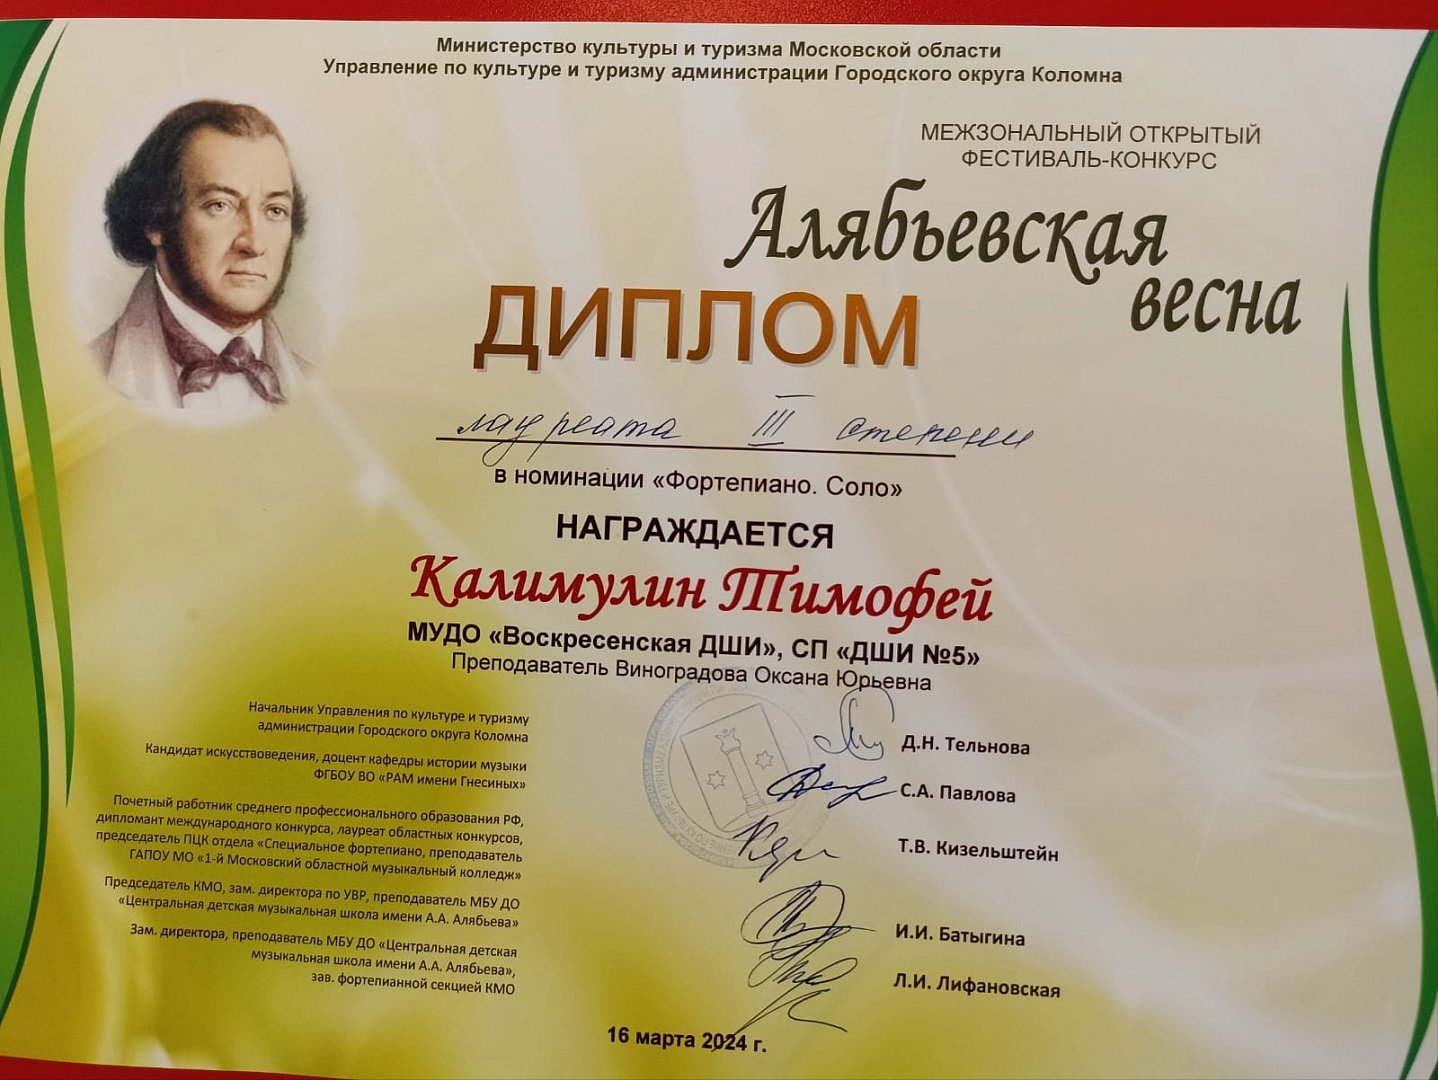 Министерство культуры и туризма Московской области
Управление по культуре и туризму администрации Городского округа Коломна
МЕЖЗОНАЛЬНЫЙ ОТКРЫТЫЙ
ФЕСТИВАЛЬ-КОНКУРС
Алябьевская
весна
ДИПЛОМ
лауреата III степени
в номинации «Фортепиано. Соло»
НАГРАЖДАЕТСЯ
Калимулин Тимофей
МУДО «Воскресенская ДШИ», СП «ДШИ №5»
Преподаватель Виноградова Оксана Юрьевна
Начальник Управления по культуре и туризму
администрации Городского округа Коломна
Д.Н. Тельнова
Кандидат искусствоведения, доцент кафедры истории музыки
ФГБОУ ВО «РАМ имени Гнесиных»
С.А. Павлова
Почетный работник среднего профессионального образования РФ,
дипломант международного конкурса, лауреат областных конкурсов,
председатель ПЦК отдела «Специальное фортепиано, преподаватель
ГАПОУ МО «1-й Московский областной музыкальный колледж»
Т.В. Кизельштейн
Председатель КМО, зам. директора по УВР, преподаватель МБУ ДО
«Центральная детская музыкальная школа имени А.А. Алябьева»
И.И. Батыгина
Зам. директора, преподаватель МБУ ДО «Центральная детская
музыкальная школа имени А.А. Алябьева»,
зав. фортепианной секцией КМО
Л.И. Лифановская
16 марта 2024 г.